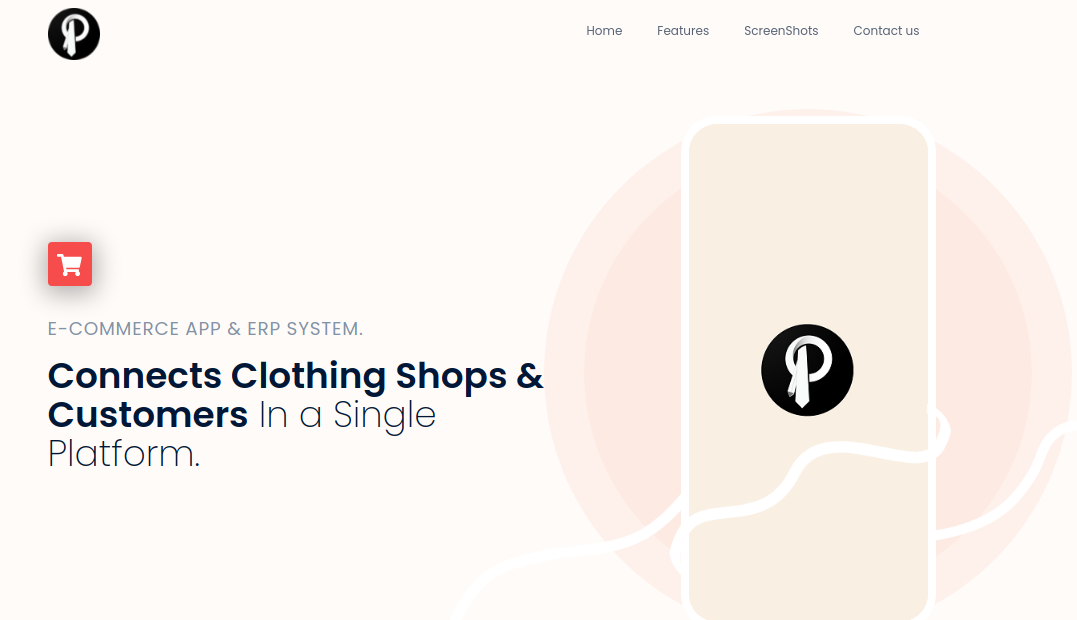 Home Features ScreenShots Contact us
E-COMMERCE APP & ERP SYSTEM.
Connects Clothing Shops &
Customers In a Single
Platform.